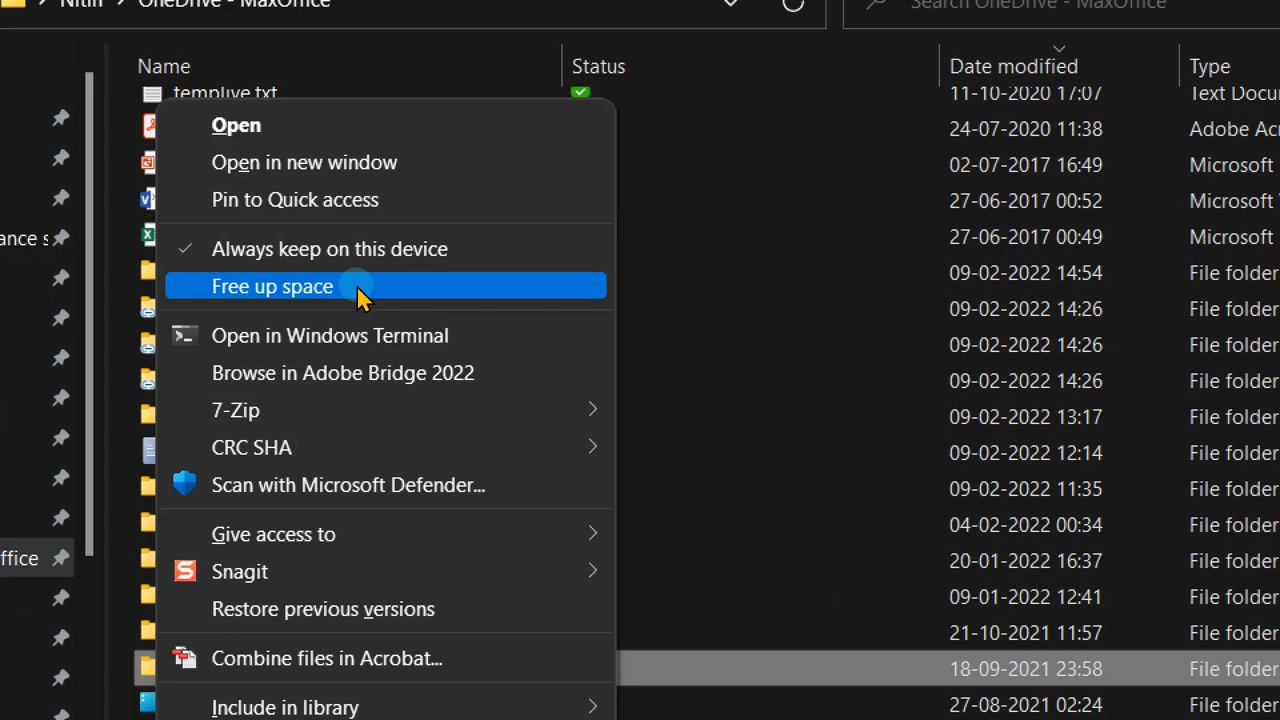 Nitin > OneDrive - MaxOffice
Search OneDrive - MaxOffice
Name Status Date modified Type
templive.txt 11-10-2020 17:07 Text Docu
24-07-2020 11:38 Adobe Acr
02-07-2017 16:49 Microsoft
27-06-2017 00:52 Microsoft
27-06-2017 00:49 Microsoft
09-02-2022 14:54 File folder
09-02-2022 14:26 File folder
09-02-2022 14:26 File folder
09-02-2022 14:26 File folder
09-02-2022 13:17 File folder
09-02-2022 12:14 File folder
09-02-2022 11:35 File folder
04-02-2022 00:34 File folder
20-01-2022 16:37 File folder
09-01-2022 12:41 File folder
21-10-2021 11:57 File folder
18-09-2021 23:58 File folder
27-08-2021 02:24 File folder
ance s
ffice
Open
Open in new window
Pin to Quick access
Always keep on this device
Free up space
Open in Windows Terminal
Browse in Adobe Bridge 2022
7-Zip
CRC SHA
Scan with Microsoft Defender...
Give access to
Snagit
Restore previous versions
Combine files in Acrobat...
Include in library